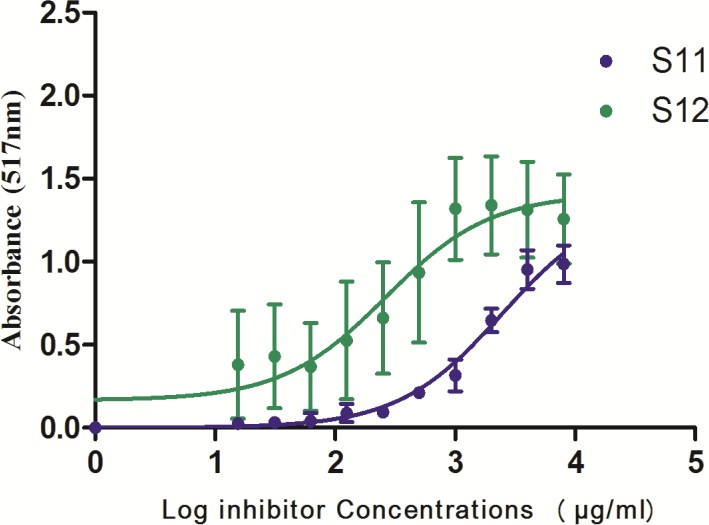 2.5
2.0
1.5
1.0
0.5
0.0
Absorbance (517nm)
S11
S12
0 1 2 3 4 5
Log inhibitor Concentrations ( µg/ml)